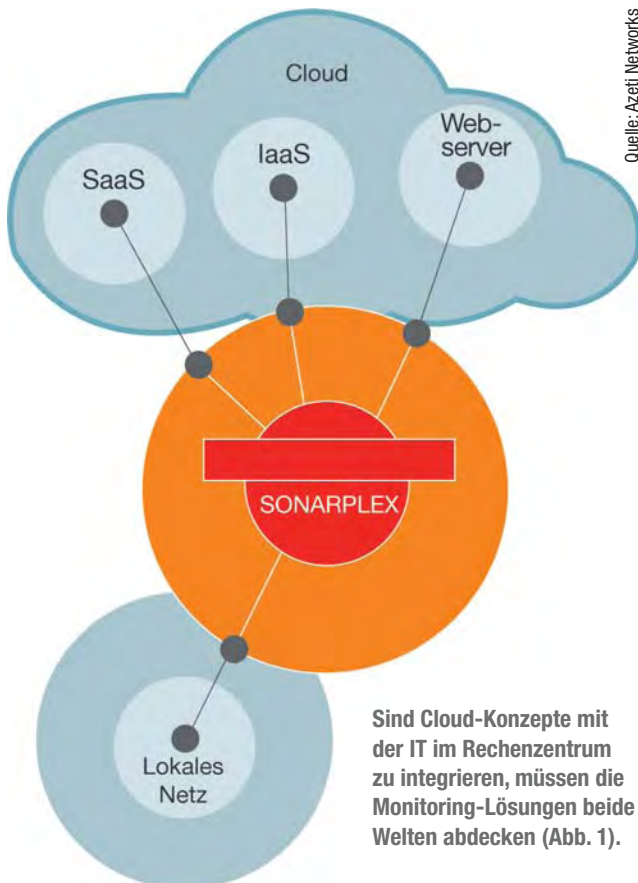 Quelle: Azeti Networks
Cloud
SaaS
IaaS
Web-
server
SONARPLEX
Lokales
Netz
Sind Cloud-Konzepte mit
der IT im Rechenzentrum
zu integrieren, müssen die
Monitoring-Lösungen beide
Welten abdecken (Abb. 1).